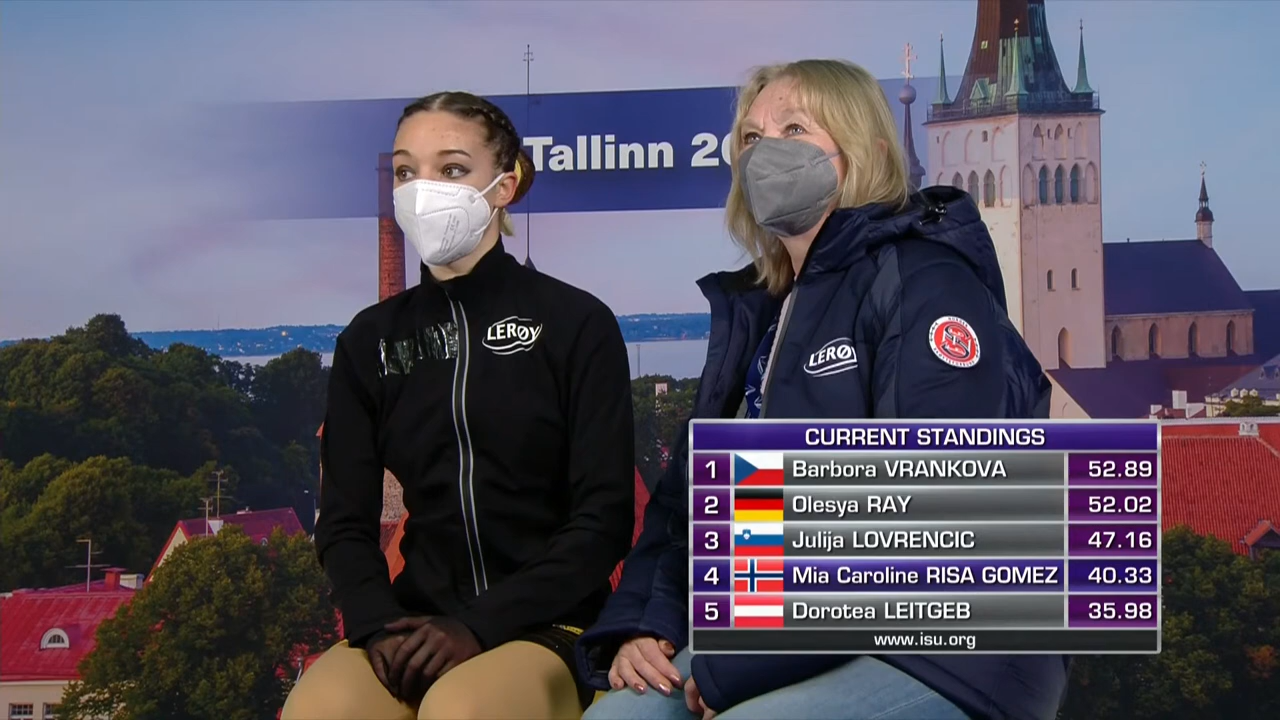 Tallinn 20
LERØY
LERØY
CURRENT STANDINGS
1 Barbora VRANKOVA 52.89
2 Olesya RAY 52.02
3 Julija LOVRENCIC 47.16
4 Mia Caroline RISA GOMEZ 40.33
5 Dorotea LEITGEB 35.98
www.isu.org